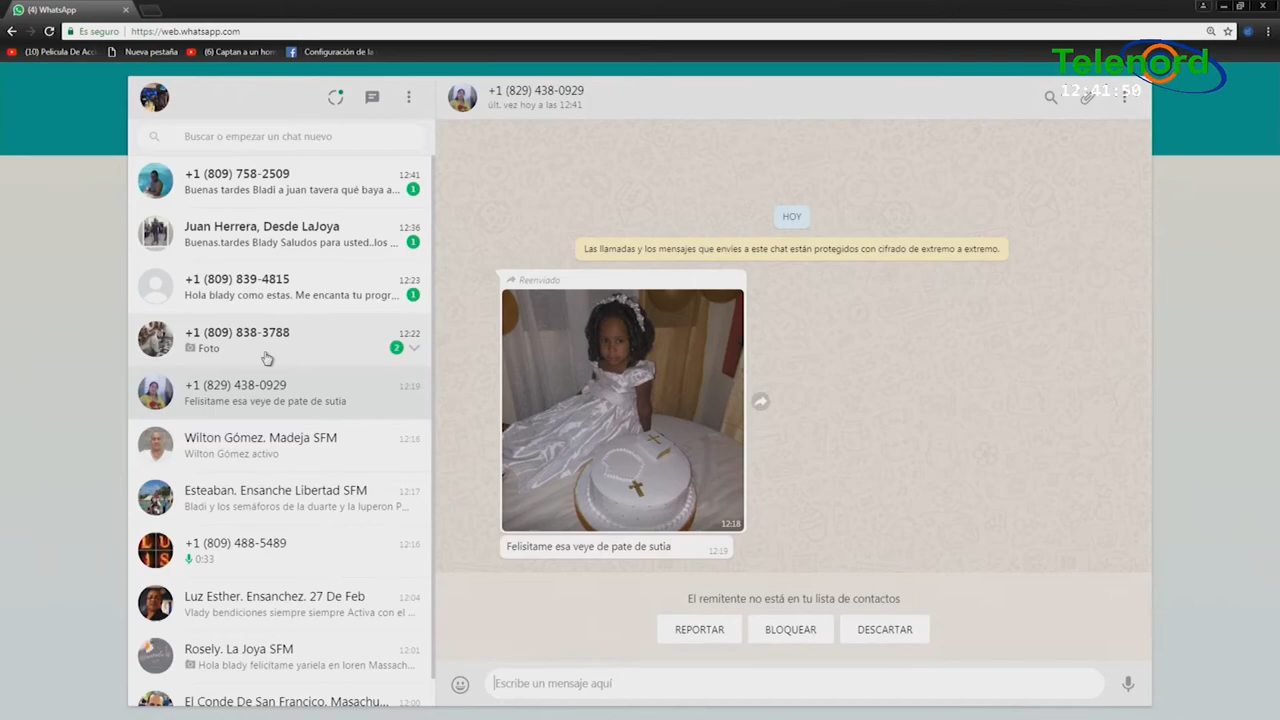 (4) WhatsApp
Es seguro
https://web.whatsapp.com
(10) Pelicula De Acci
Nueva pestaña
(6) Captan a un hom
Configuración de la
Telenord
12:41:50
+1 (829) 438-0929
últ. vez hoy a las 12:41
Buscar o empezar un chat nuevo
+1 (809) 758-2509
12:41
Buenas tardes Bladi a juan tavera qué baya a...
1
Juan Herrera, Desde LaJoya
12:36
Buenas.tardes Blady Saludos para usted..los ...
1
+1 (809) 839-4815
12:23
Hola blady como estas. Me encanta tu progr...
1
+1 (809) 838-3788
12:22
Foto
2
+1 (829) 438-0929
12:19
Felisitame esa veye de pate de sutia
Wilton Gómez. Madeja SFM
12:18
Wilton Gómez activo
Esteaban. Ensanche Libertad SFM
12:17
Bladi y los semáforos de la duarte y la luperon P...
+1 (809) 488-5489
12:16
0:33
Luz Esther. Ensanchez. 27 De Feb
12:04
Vlady bendiciones siempre siempre Activa con el ...
Rosely. La Joya SFM
12:01
Hola blady felicítame yariela en loren Massach...
El Conde De San Francico, Masachu...
12:00
HOY
Las llamadas y los mensajes que envíes a este chat están protegidos con cifrado de extremo a extremo.
Reenviado
12:18
Felisitame esa veye de pate de sutia
12:19
El remitente no está en tu lista de contactos
REPORTAR
BLOQUEAR
DESCARTAR
Escribe un mensaje aquí